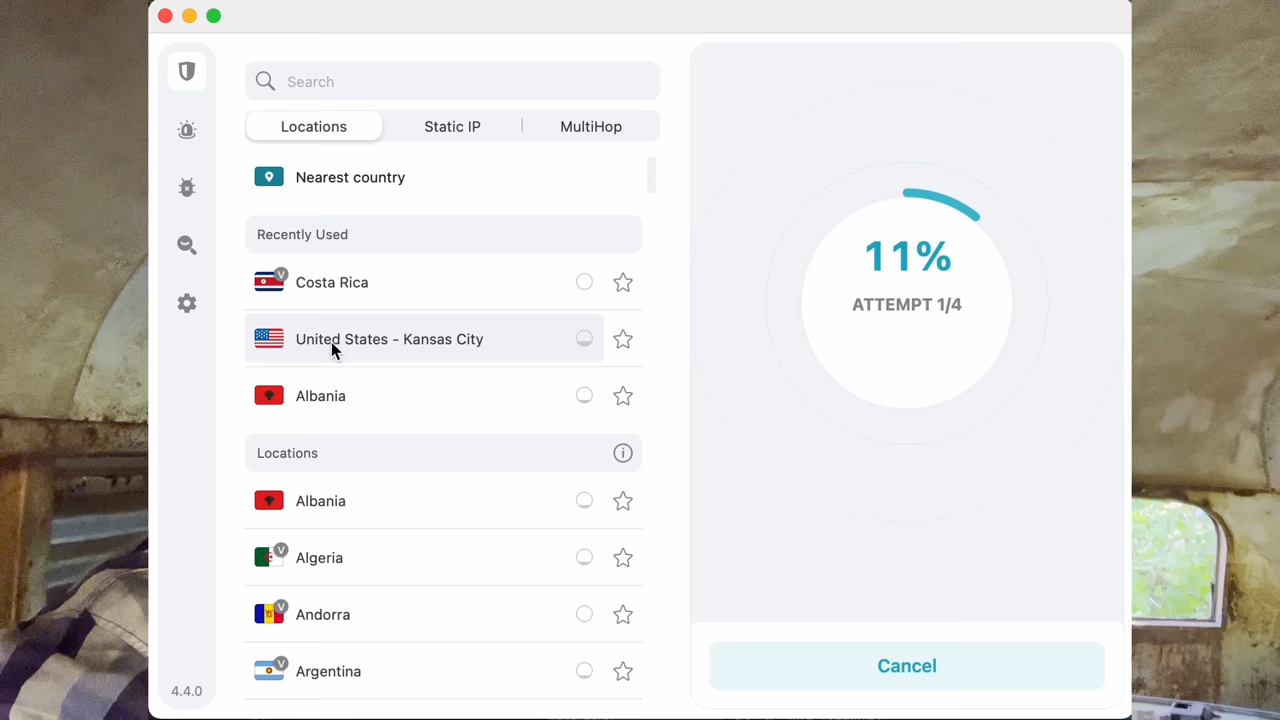 Search
Locations
Static IP
MultiHop
Nearest country
Recently Used
V
Costa Rica
United States - Kansas City
Albania
Locations
i
Albania
V
Algeria
V
Andorra
V
Argentina
4.4.0
11%
ATTEMPT 1/4
Cancel